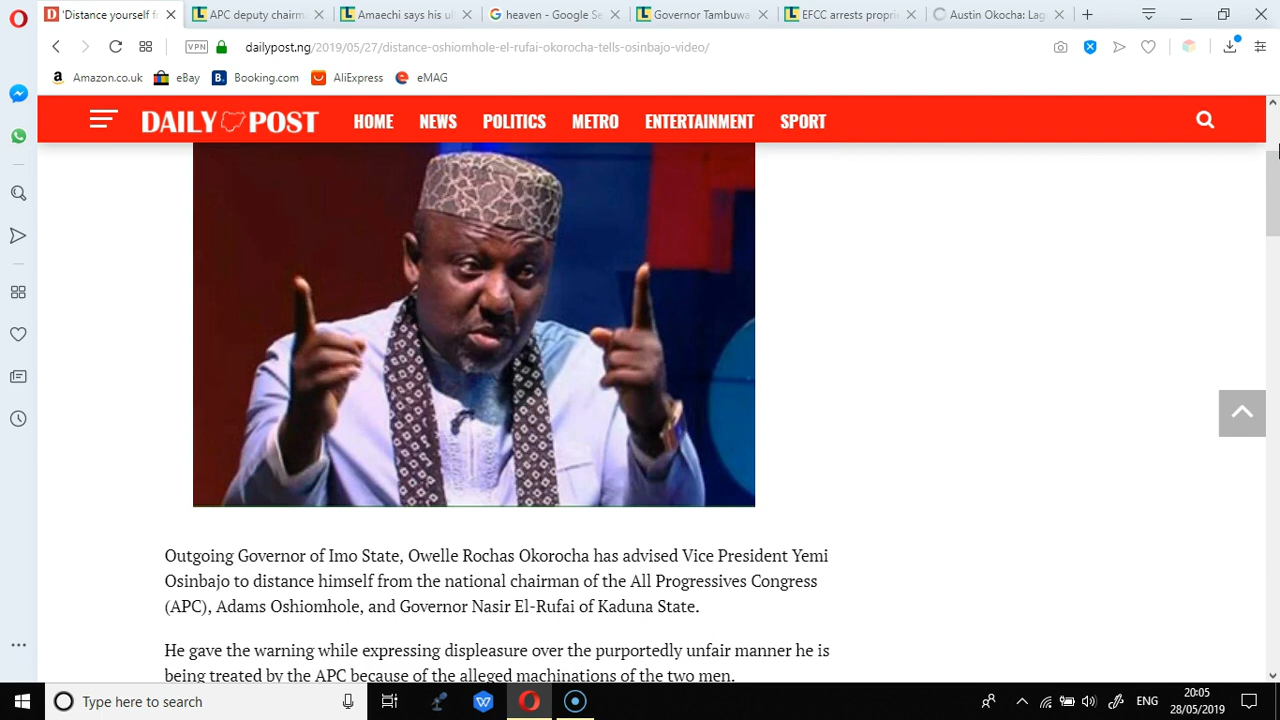 'Distance yourself f
APC deputy chairm
Amaechi says his u
heaven - Google Se
Governor Tambuwa
EFCC arrests propri
Austin Okocha: Lag
VPN
dailypost.ng/2019/05/27/distance-oshiomhole-el-rufai-okorocha-tells-osinbajo-video/
Amazon.co.uk
eBay
Booking.com
AliExpress
eMAG
DAILY POST
HOME
NEWS
POLITICS
METRO
ENTERTAINMENT
SPORT
Outgoing Governor of Imo State, Owelle Rochas Okorocha has advised Vice President Yemi
Osinbajo to distance himself from the national chairman of the All Progressives Congress
(APC), Adams Oshiomhole, and Governor Nasir El-Rufai of Kaduna State.
He gave the warning while expressing displeasure over the purportedly unfair manner he is
being treated by the APC because of the alleged machinations of the two men.
Type here to search
ENG
20:05
28/05/2019